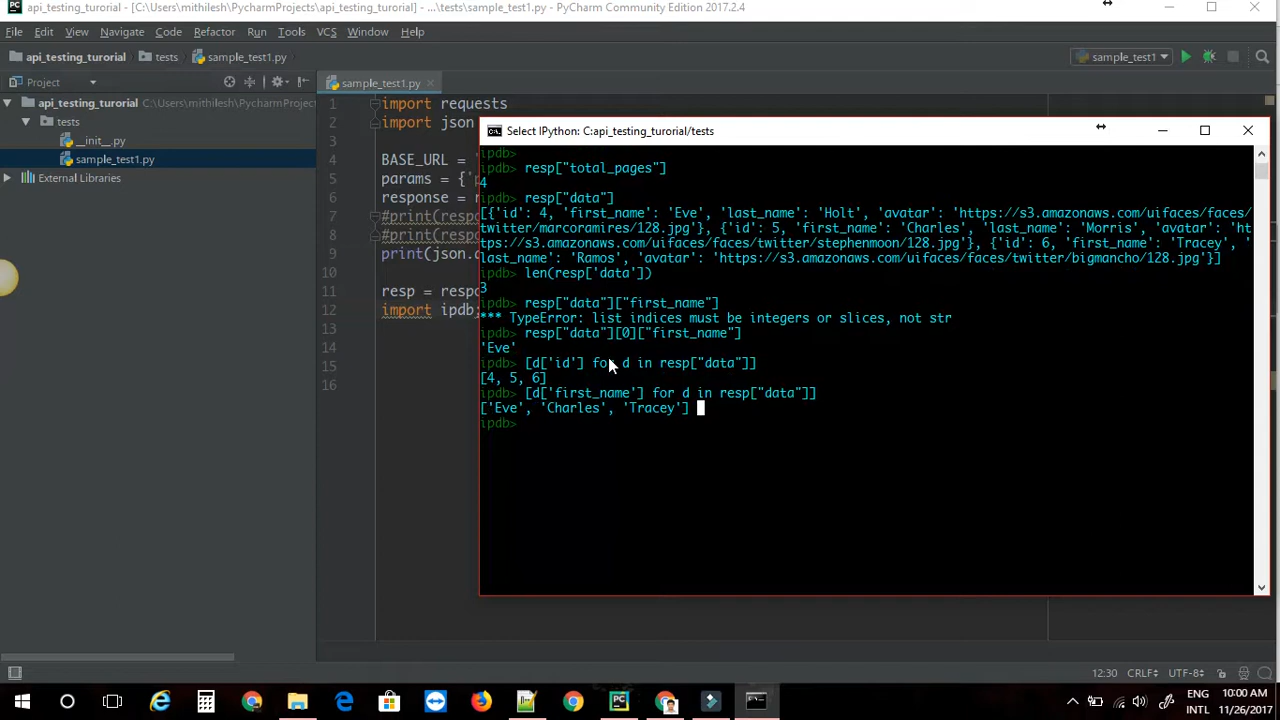 api_testing_turorial - [C:\Users\mithilesh\PycharmProjects\api_testing_turorial] - ...\tests\sample_test1.py - PyCharm Community Edition 2017.2.4
File Edit View Navigate Code Refactor Run Tools VCS Window Help
api_testing_turorial tests sample_test1.py sample_test1
Project sample_test1.py
api_testing_turorial C:\Users\mithilesh\PycharmProject
tests
__init__.py
sample_test1.py
External Libraries
1 import requests
2 import json
3
4 BASE_URL =
5 params = {'
6 response =
7 #print(resp
8 #print(resp
9 print(json.
10
11 resp = resp
12 import ipdb
13
14
15
16
Select IPython: C:api_testing_turorial/tests
ipdb>
ipdb> resp["total_pages"]
4
ipdb> resp["data"]
[{'id': 4, 'first_name': 'Eve', 'last_name': 'Holt', 'avatar': 'https://s3.amazonaws.com/uifaces/faces/
twitter/marcoramires/128.jpg'}, {'id': 5, 'first_name': 'Charles', 'last_name': 'Morris', 'avatar': 'ht
tps://s3.amazonaws.com/uifaces/faces/twitter/stephenmoon/128.jpg'}, {'id': 6, 'first_name': 'Tracey', '
last_name': 'Ramos', 'avatar': 'https://s3.amazonaws.com/uifaces/faces/twitter/bigmancho/128.jpg'}]
ipdb> len(resp['data'])
3
ipdb> resp["data"]["first_name"]
*** TypeError: list indices must be integers or slices, not str
ipdb> resp["data"][0]["first_name"]
'Eve'
ipdb> [d['id'] for d in resp["data"]]
[4, 5, 6]
ipdb> [d['first_name'] for d in resp["data"]]
['Eve', 'Charles', 'Tracey']
ipdb>
12:30 CRLF UTF-8
ENG 10:00 AM
INTL 11/26/2017